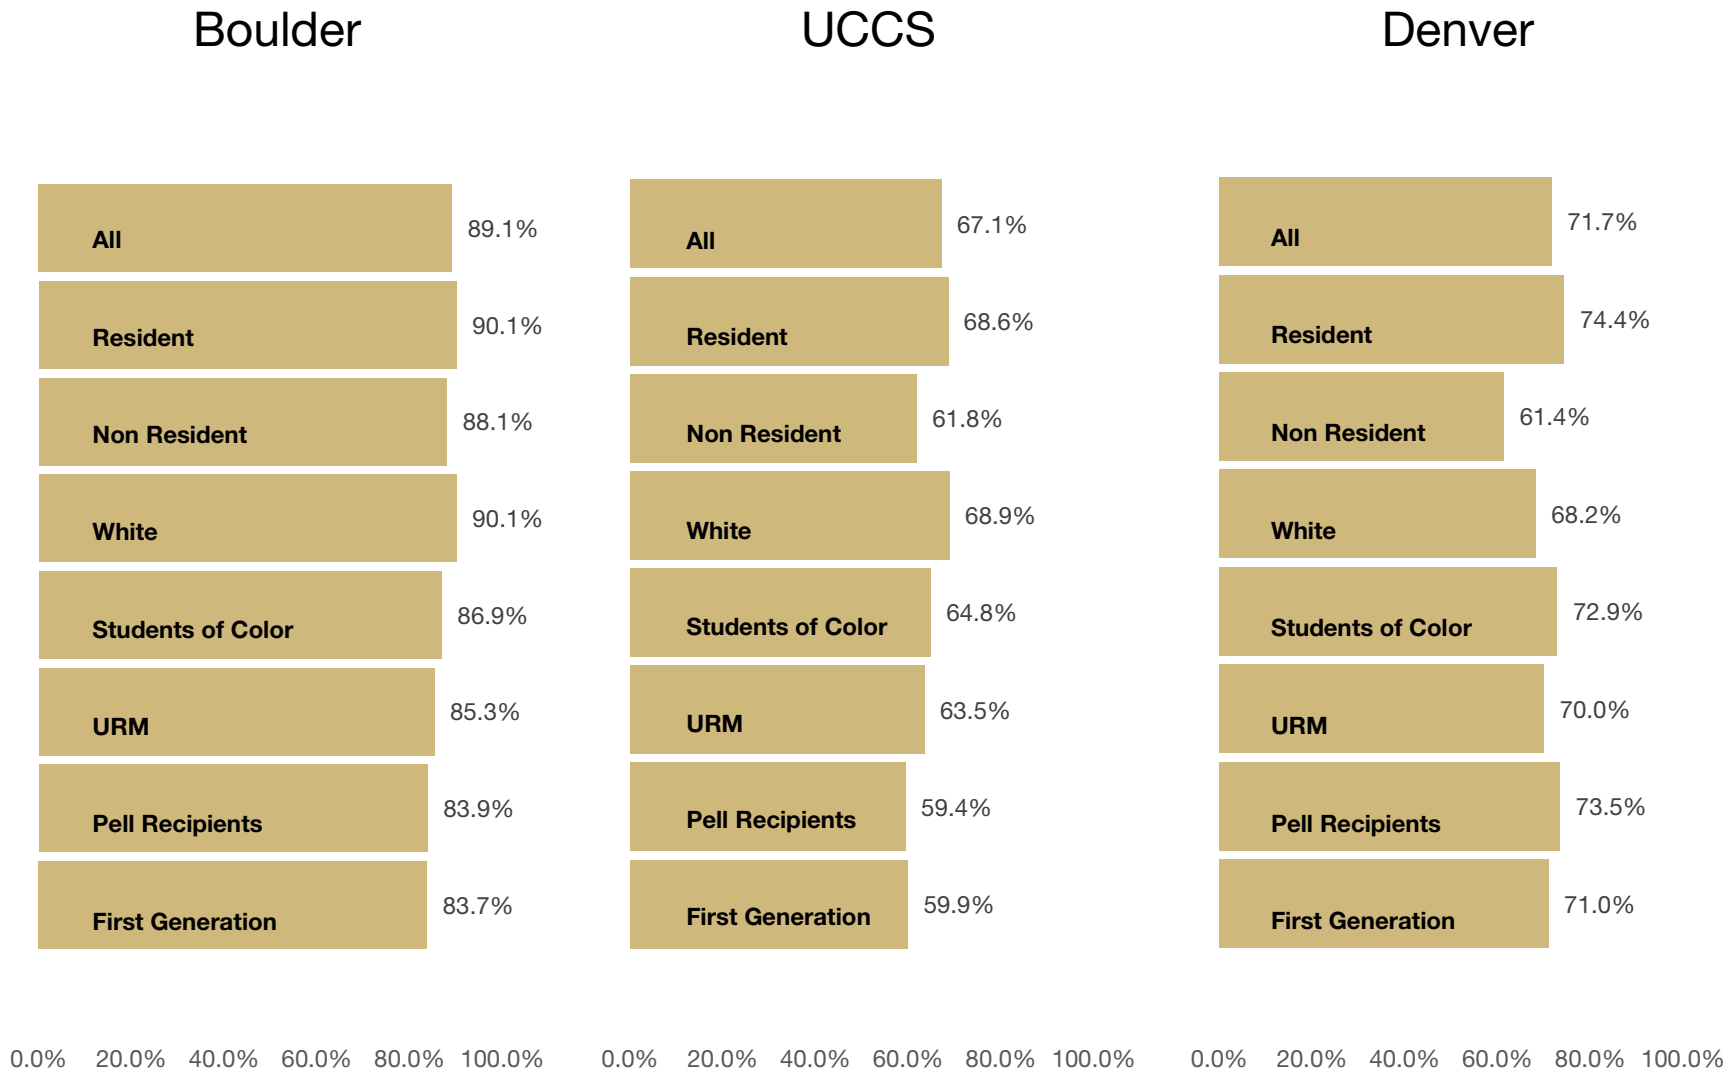 Boulder
All
89.1%
Resident
90.1%
Non Resident
88.1%
White
90.1%
Students of Color
86.9%
URM
85.3%
Pell Recipients
83.9%
First Generation
83.7%
0.0% 20.0% 40.0% 60.0% 80.0% 100.0%
UCCS
All
67.1%
Resident
68.6%
Non Resident
61.8%
White
68.9%
Students of Color
64.8%
URM
63.5%
Pell Recipients
59.4%
First Generation
59.9%
0.0% 20.0% 40.0% 60.0% 80.0% 100.0%
Denver
All
71.7%
Resident
74.4%
Non Resident
61.4%
White
68.2%
Students of Color
72.9%
URM
70.0%
Pell Recipients
73.5%
First Generation
71.0%
0.0% 20.0% 40.0% 60.0% 80.0% 100.0%